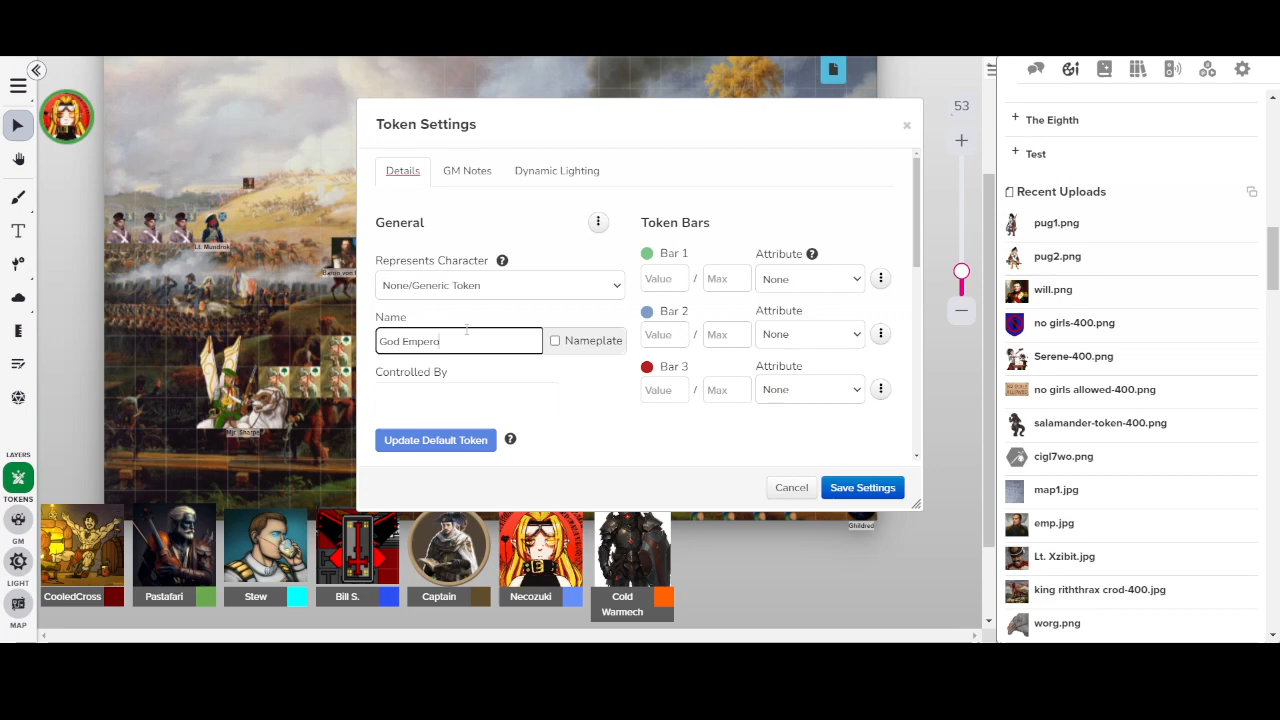 53
Token Settings
×
Details
GM Notes
Dynamic Lighting
General
Token Bars
Represents Character
None/Generic Token
Name
God Empero
Nameplate
Controlled By
Update Default Token
Bar 1
Attribute
Value / Max
None
Bar 2
Attribute
Value / Max
None
Bar 3
Attribute
Value / Max
None
Cancel
Save Settings
Lt. Mundrok
Mjr. Sharpe
Ghildred
LAYERS
TOKENS
GM
LIGHT
MAP
CooledCross
Pastafari
Stew
Bill S.
Captain
Necozuki
Cold
Warmech
The Eighth
Test
Recent Uploads
pug1.png
pug2.png
will.png
no girls-400.png
Serene-400.png
no girls allowed-400.png
salamander-token-400.png
cigl7wo.png
map1.jpg
emp.jpg
Lt. Xzibit.jpg
king riththrax crod-400.jpg
worg.png